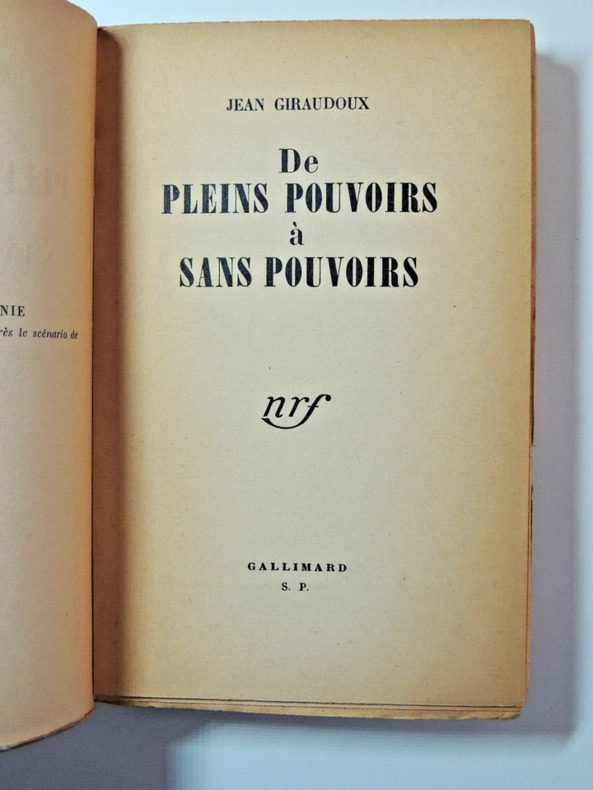 NIE
rès le scénario de
JEAN GIRAUDOUX
De
PLEINS POUVOIRS
à
SANS POUVOIRS
nrf
GALLIMARD
S. P.